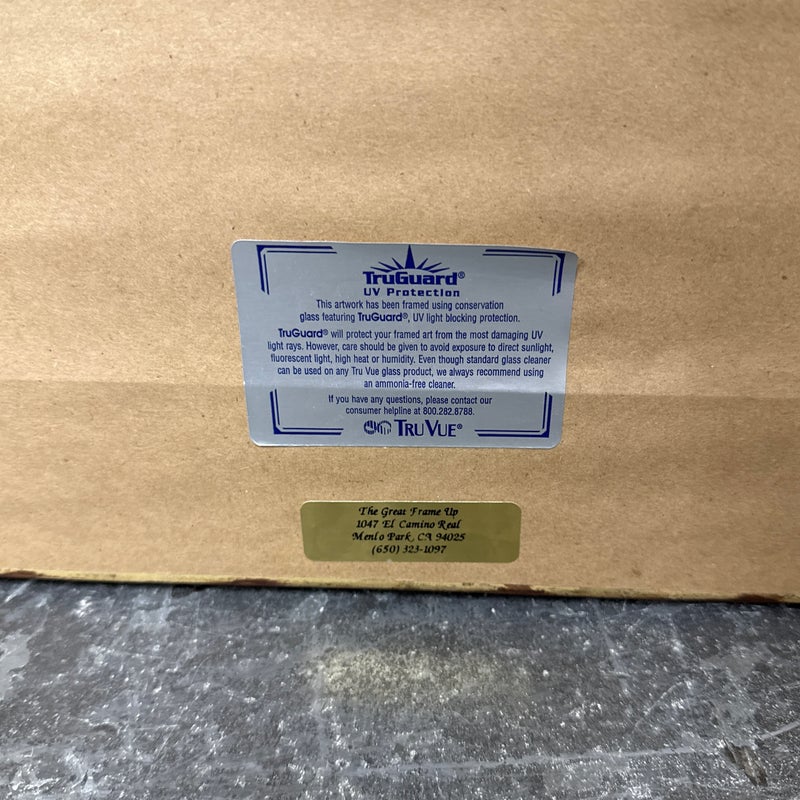 TruGuard®
UV Protection
This artwork has been framed using conservation
glass featuring TruGuard®, UV light blocking protection.
TruGuard® will protect your framed art from the most damaging UV
light rays. However, care should be given to avoid exposure to direct sunlight,
fluorescent light, high heat or humidity. Even though standard glass cleaner
can be used on any Tru Vue glass product, we always recommend using
an ammonia-free cleaner.
If you have any questions, please contact our
consumer helpline at 800.282.8788.
TRU VUE®
The Great Frame Up
1047 El Camino Real
Menlo Park, CA 94025
(650) 323-1097